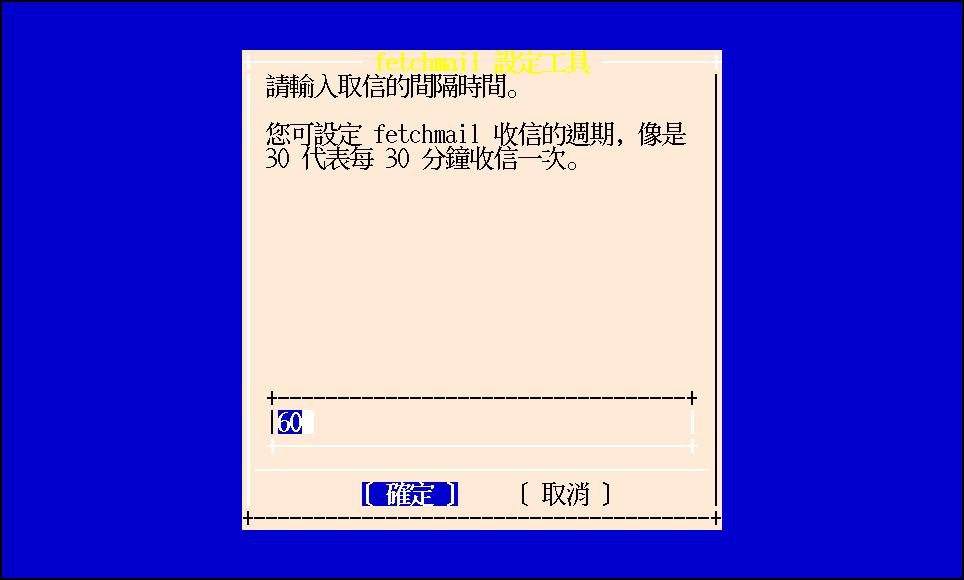 fetchmail 設定工具
請輸入取信的間隔時間。
您可設定 fetchmail 收信的週期, 像是
30 代表每 30 分鐘收信一次。
60
[ 確定 ] [ 取消 ]